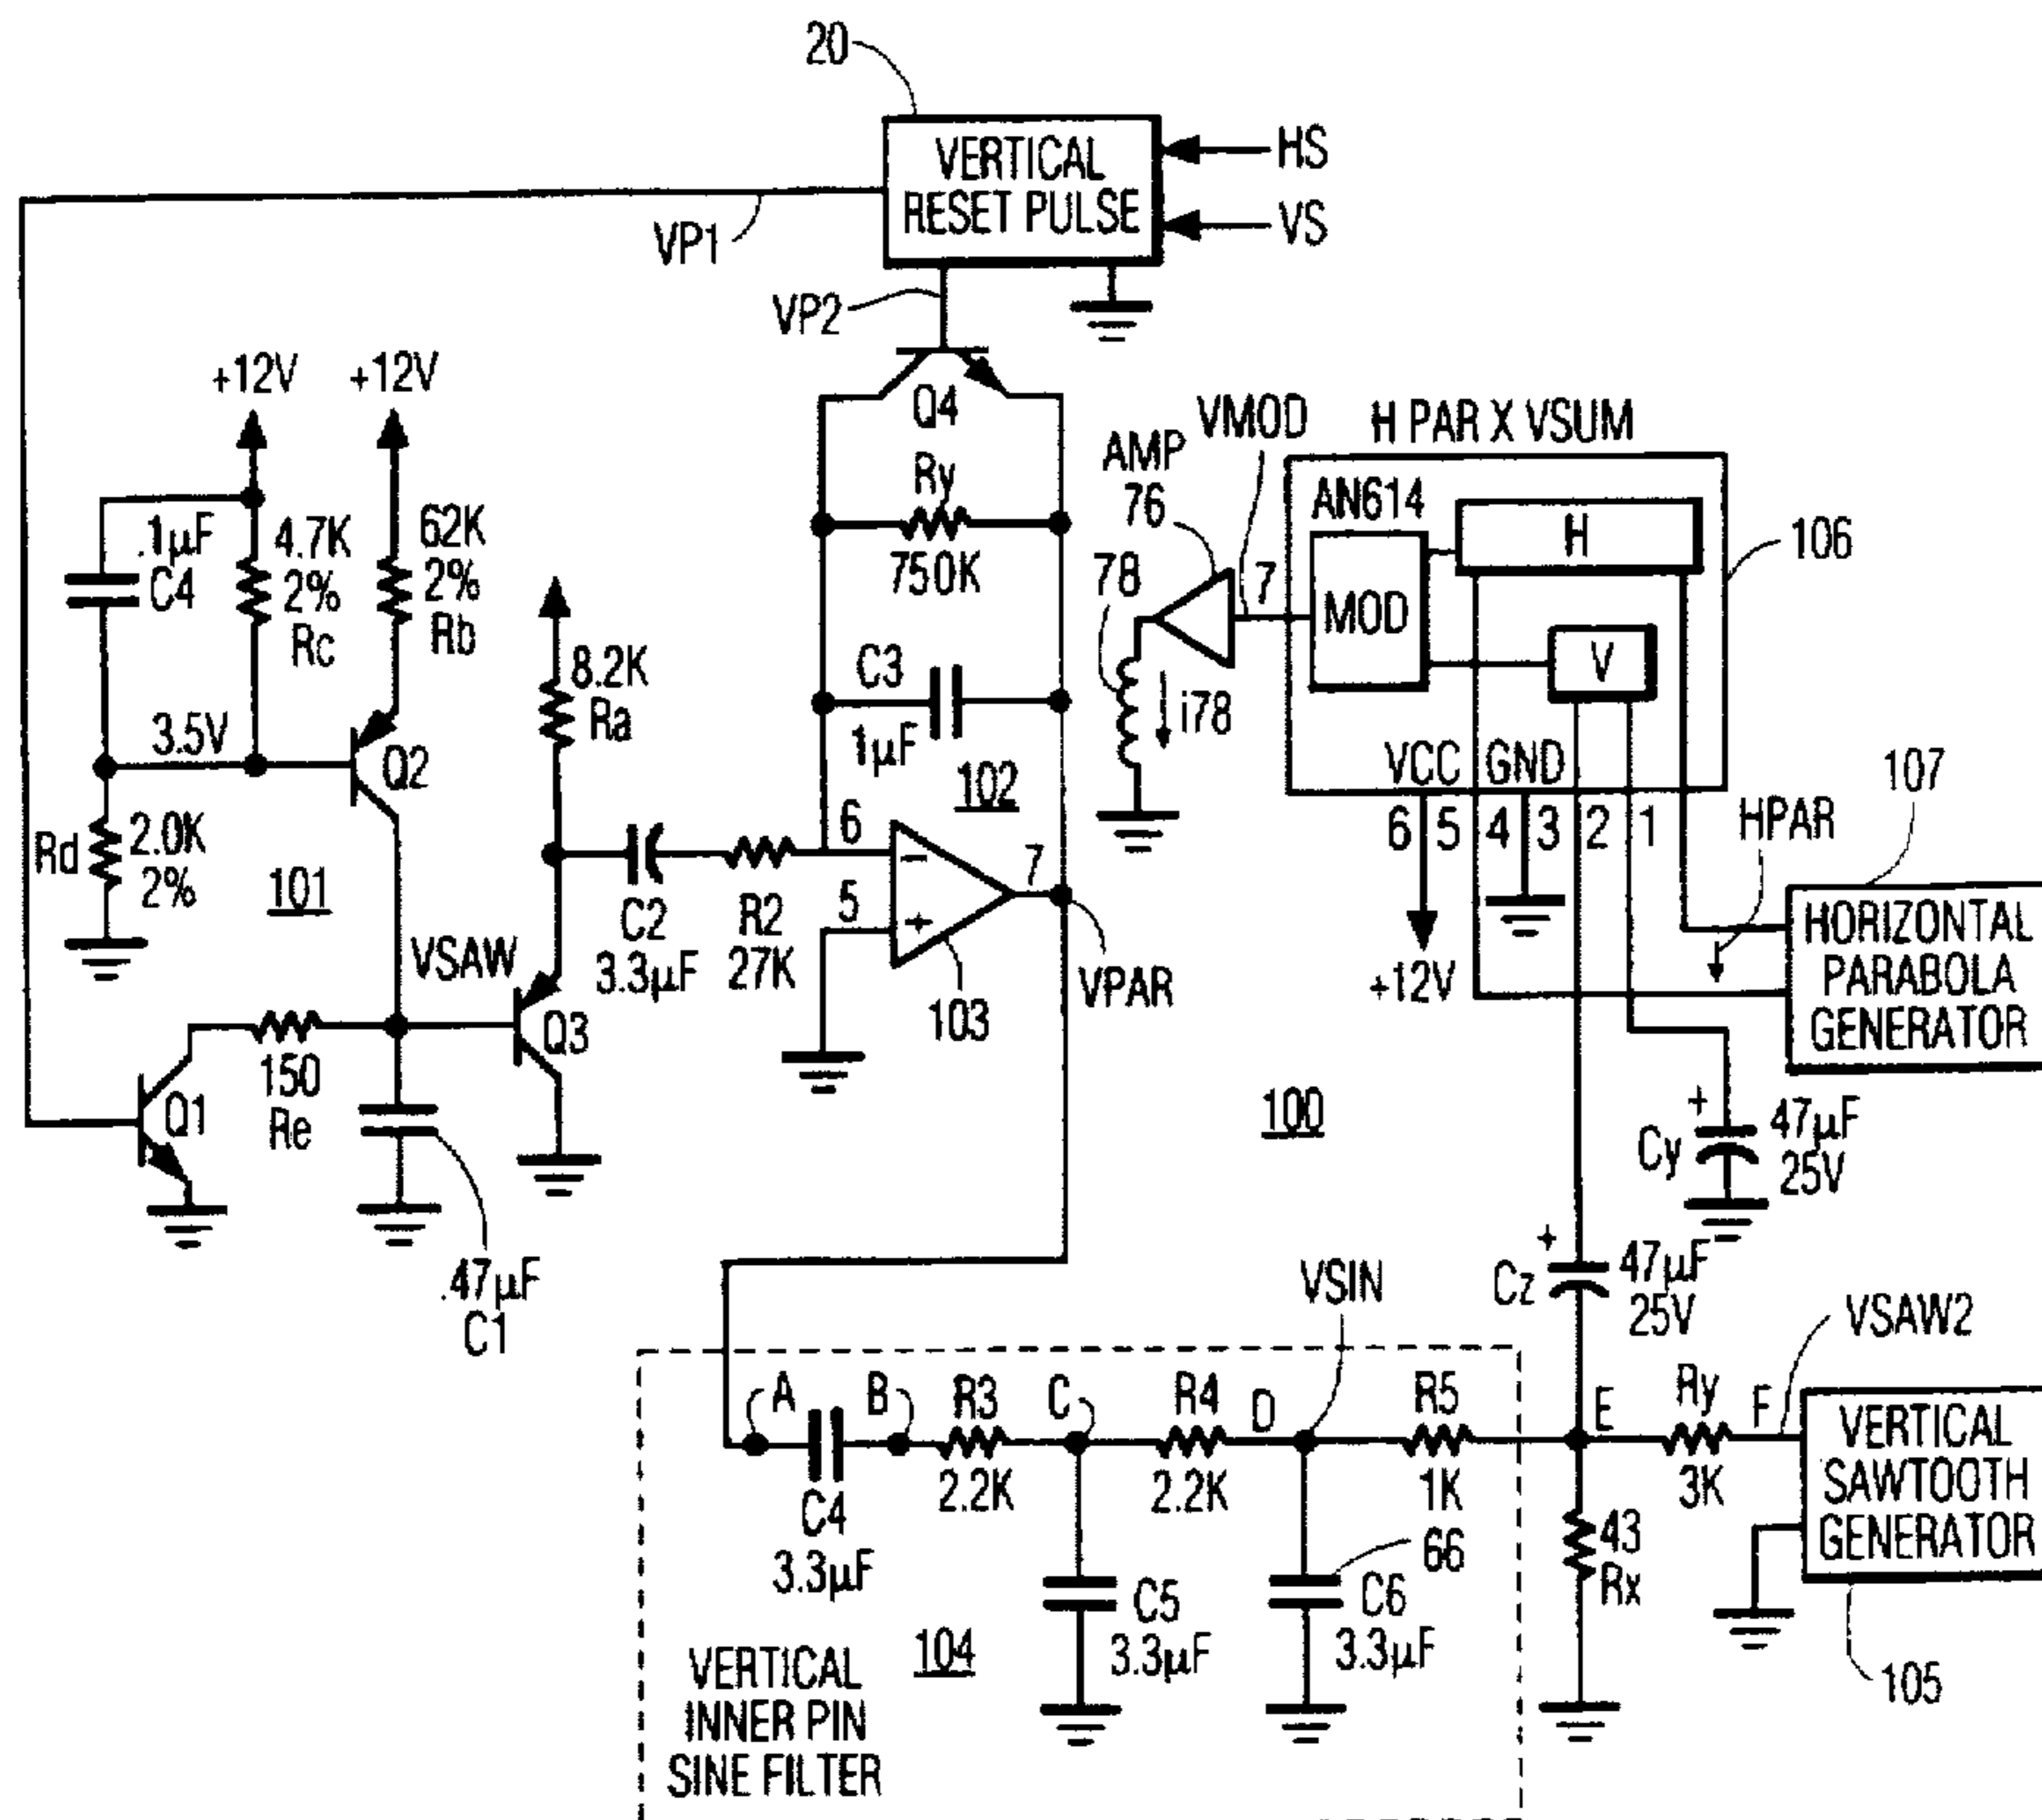 20
VERTICAL
RESET PULSE
HS
VS
VP1
VP2
+12V
+12V
.1µF
C4
4.7K
2%
Rc
62K
2%
Rb
3.5V
Q2
Rd
2.0K
2%
101
8.2K
Ra
VSAW
Q3
Q1
150
Re
.47µF
C1
C2
3.3µF
R2
27K
Q4
Ry
750K
C3
1µF
102
6
5
7
103
VPAR
AMP
76
VMOD
78
i78
7
H PAR X VSUM
AN614
MOD
H
V
106
VCC
GND
6
5
4
3
2
1
+12V
HPAR
107
HORIZONTAL
PARABOLA
GENERATOR
100
+
Cy
47µF
25V
+
Cz
47µF
25V
VSIN
VSAW2
A
B
R3
C
R4
D
R5
E
Ry
F
C4
3.3µF
2.2K
2.2K
1K
3K
66
C5
3.3µF
C6
3.3µF
43
Rx
VERTICAL
SAWTOOTH
GENERATOR
105
104
VERTICAL
INNER PIN
SINE FILTER